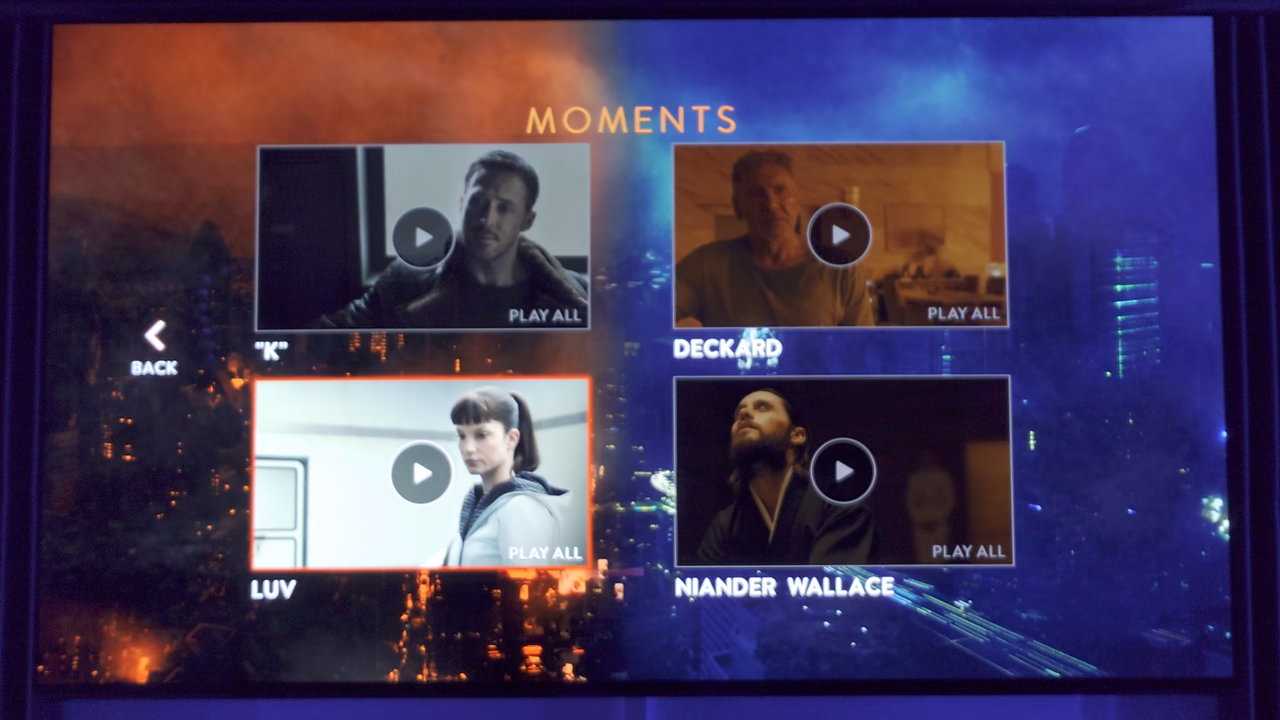 MOMENTS
PLAY ALL
PLAY ALL
"K"
DECKARD
BACK
PLAY ALL
PLAY ALL
LUV
NIANDER WALLACE